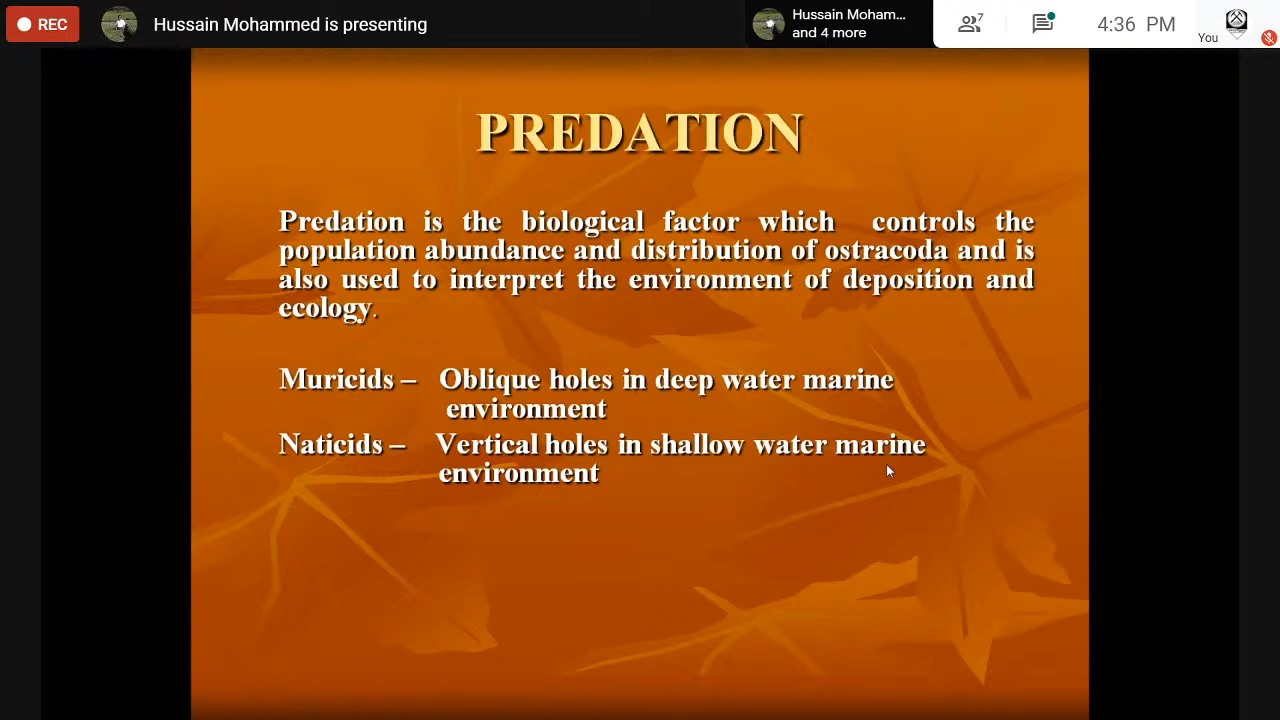 REC
Hussain Mohammed is presenting
Hussain Moham...
and 4 more
7
4:36 PM
You
PREDATION
Predation is the biological factor which controls the
population abundance and distribution of ostracoda and is
also used to interpret the environment of deposition and
ecology.
Muricids – Oblique holes in deep water marine
environment
Naticids – Vertical holes in shallow water marine
environment